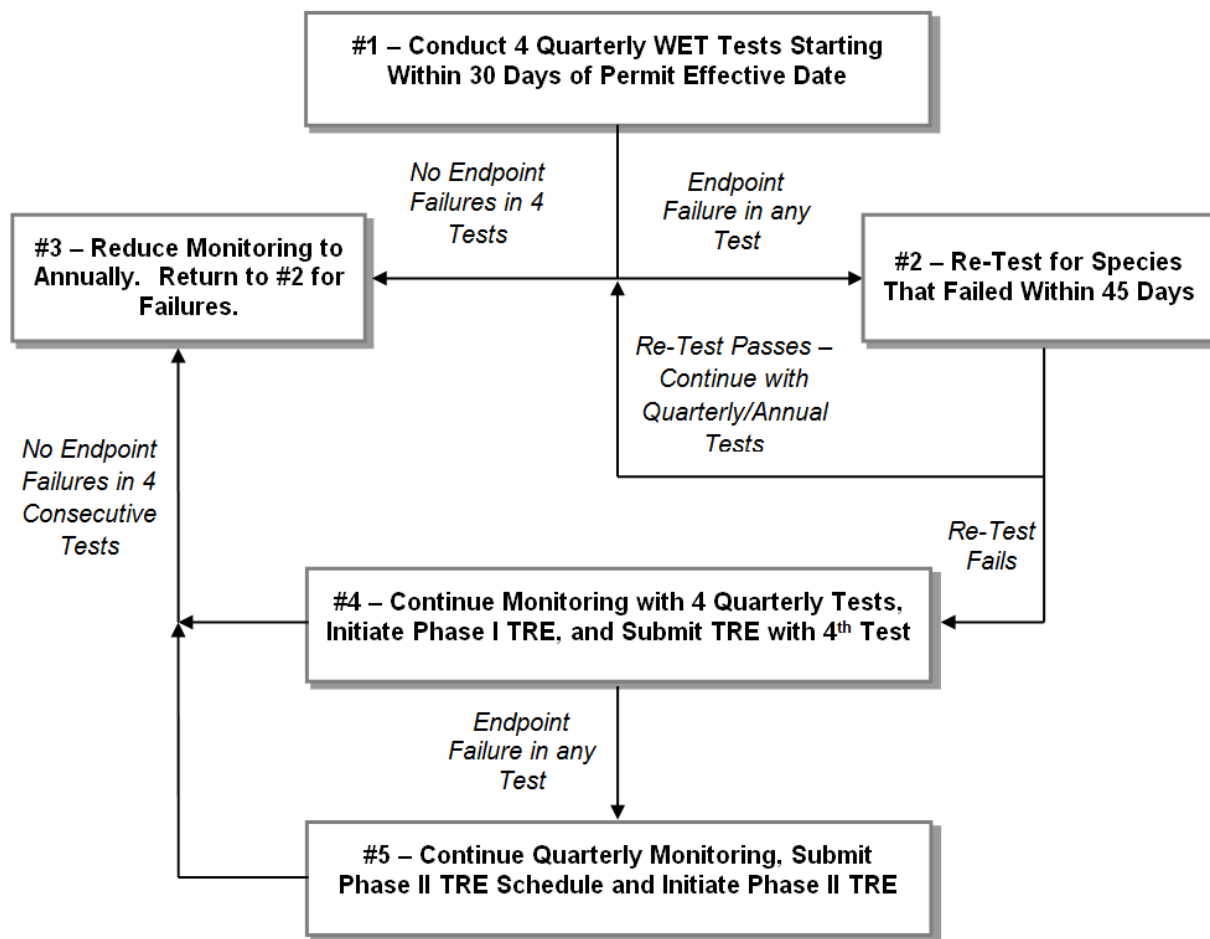 #1 – Conduct 4 Quarterly WET Tests Starting
Within 30 Days of Permit Effective Date
No Endpoint
Failures in 4
Tests
Endpoint
Failure in any
Test
#3 – Reduce Monitoring to
Annually.   Return to #2 for
Failures.
#2 – Re-Test for Species
That Failed Within 45 Days
Re-Test Passes –
Continue with
Quarterly/Annual
Tests
No Endpoint
Failures in 4
Consecutive
Tests
Re-Test
Fails
#4 – Continue Monitoring with 4 Quarterly Tests,
Initiate Phase I TRE, and Submit TRE with 4th Test
Endpoint
Failure in any
Test
#5 – Continue Quarterly Monitoring, Submit
Phase II TRE Schedule and Initiate Phase II TRE